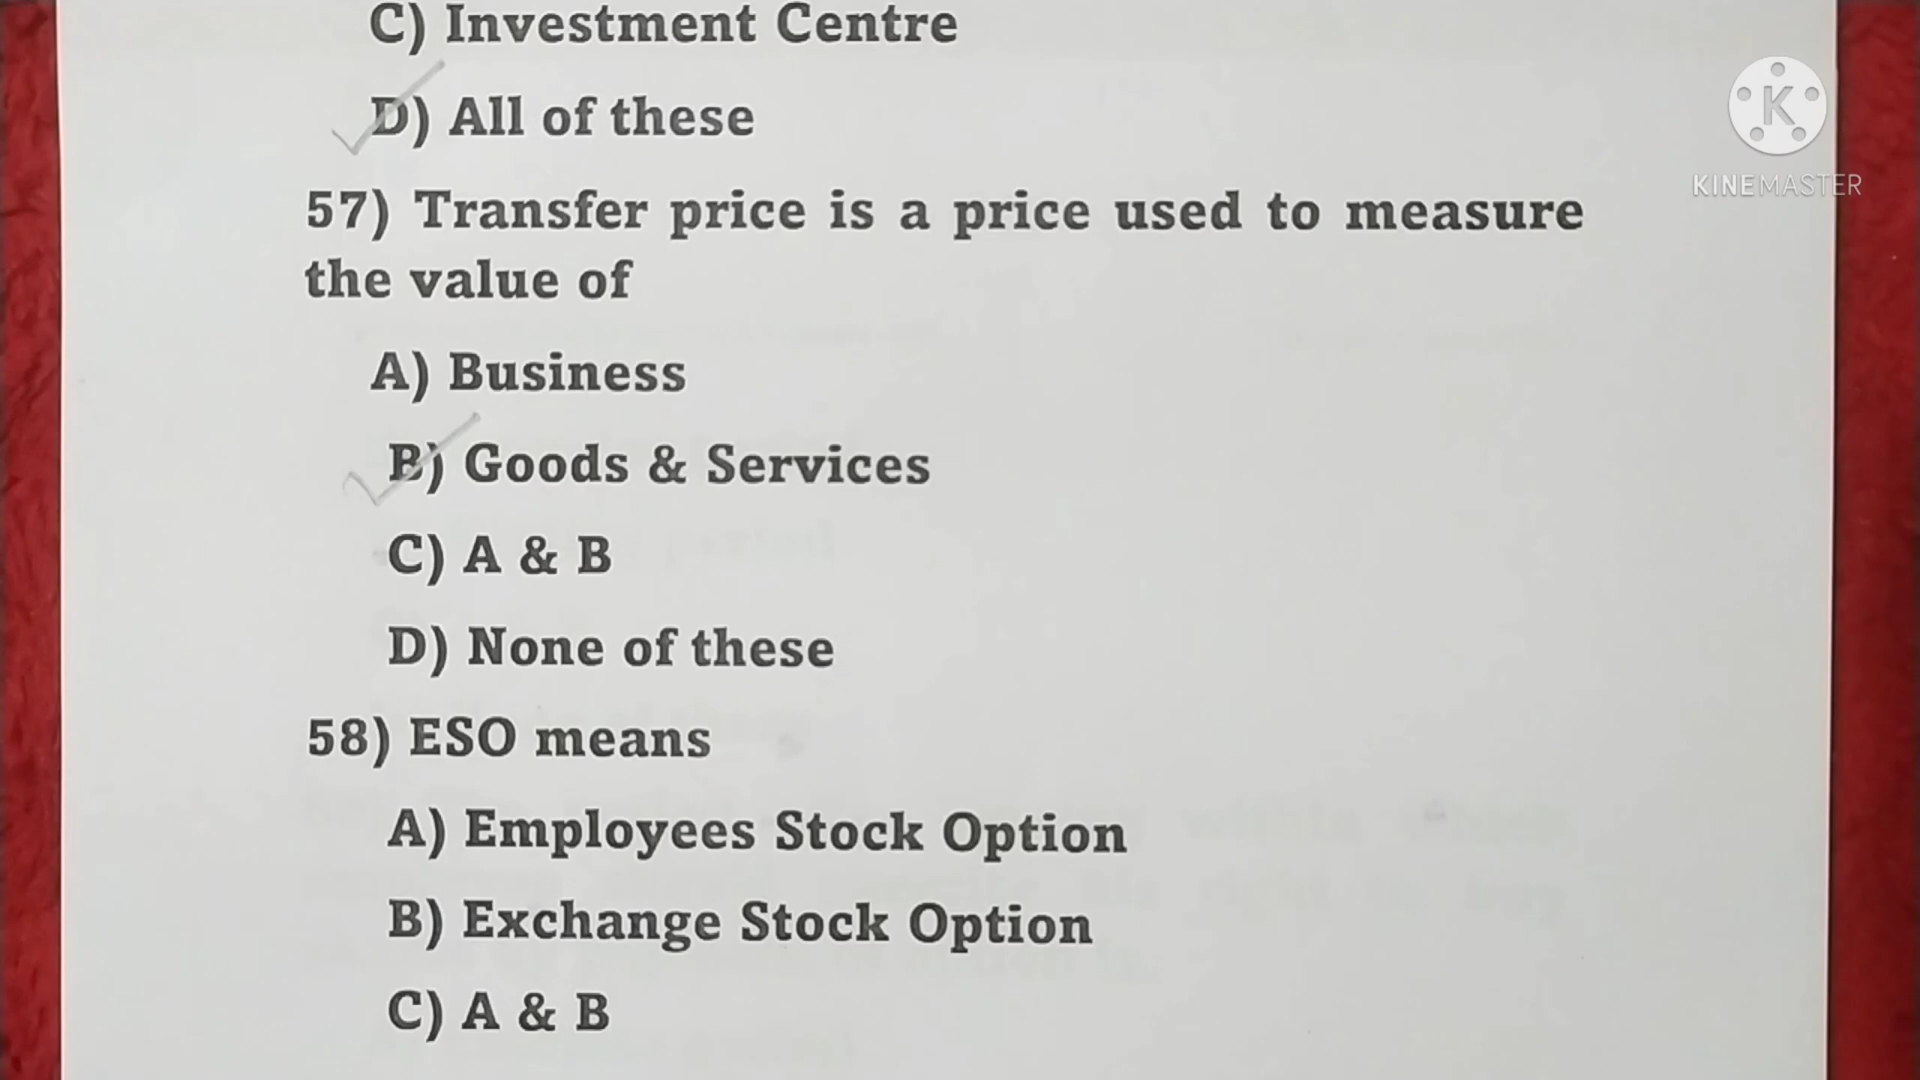 C) Investment Centre
D) All of these
57) Transfer price is a price used to measure
the value of
A) Business
B) Goods & Services
C) A & B
D) None of these
58) ESO means
A) Employees Stock Option
B) Exchange Stock Option
C) A & B
K
KINEMASTER